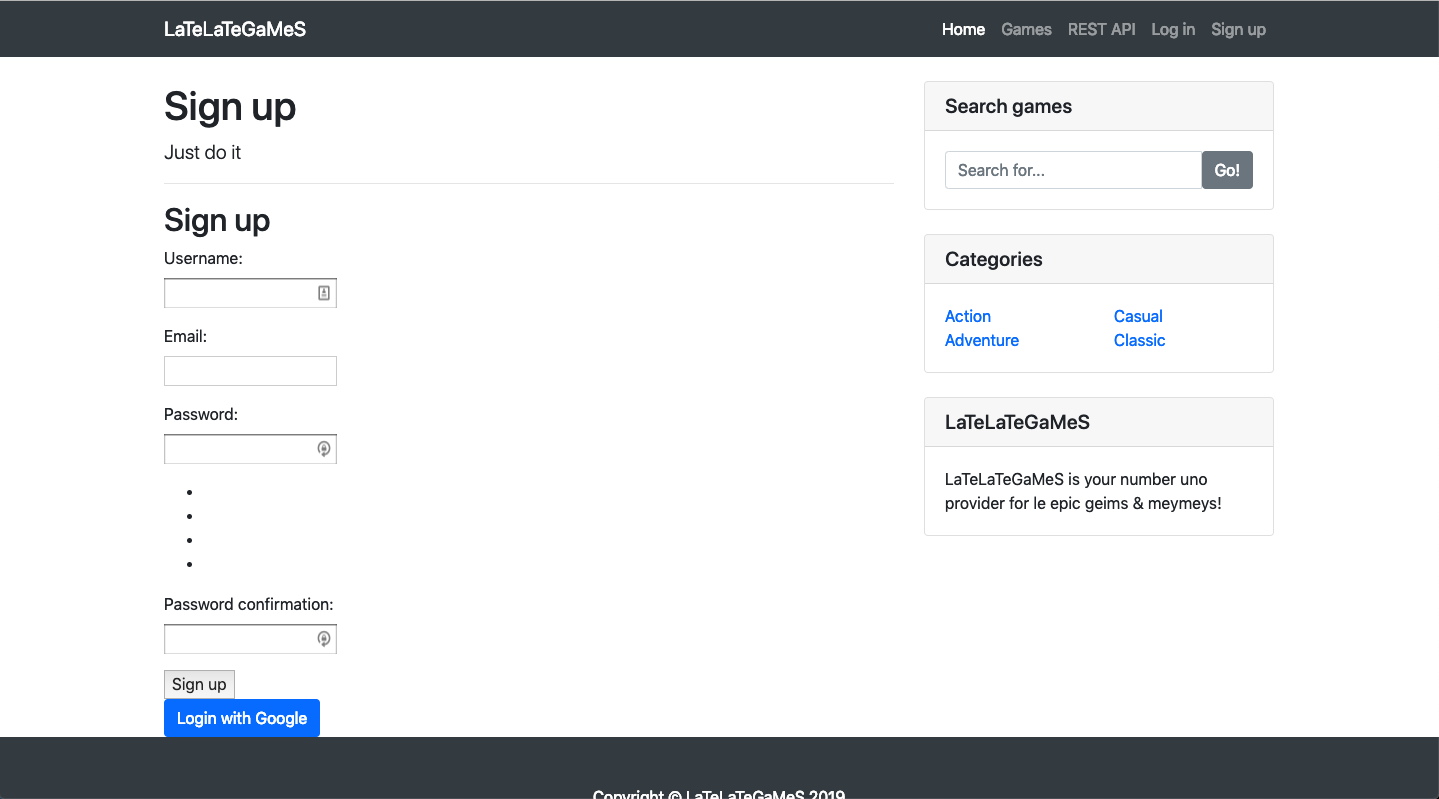 LaTeLaTeGaMeS
Home Games REST API Log in Sign up
Sign up
Just do it
Sign up
Username:
Email:
Password:
Password confirmation:
Sign up
Login with Google
Search games
Search for...
Go!
Categories
Action
Adventure
Casual
Classic
LaTeLaTeGaMeS
LaTeLaTeGaMeS is your number uno
provider for le epic geims & meymeys!
Copyright © LaTeLaTeGaMeS 2019